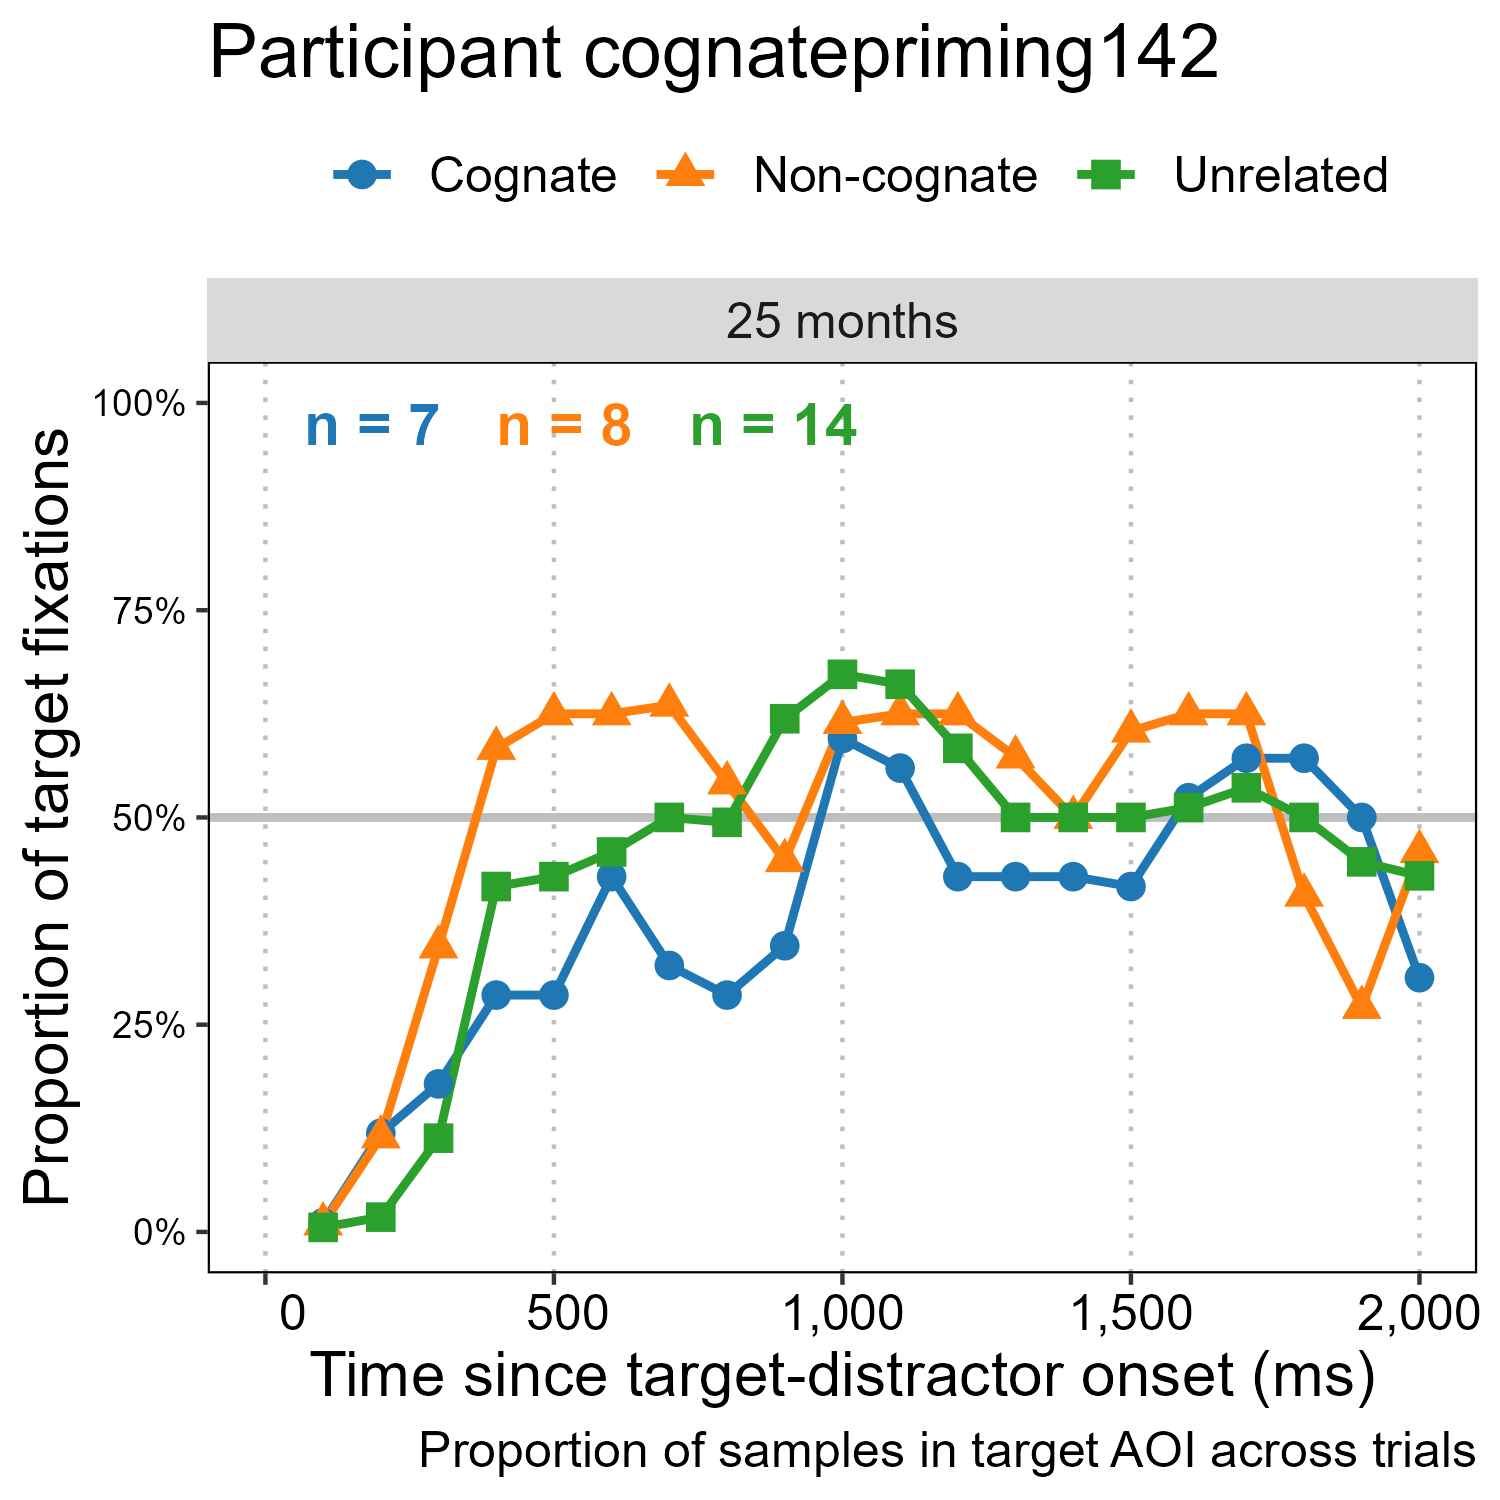 Participant cognatepriming142
Cognate Non-cognate Unrelated
25 months
n = 7 n = 8 n = 14
100%
75%
50%
25%
0%
Proportion of target fixations
0 500 1,000 1,500 2,000
Time since target-distractor onset (ms)
Proportion of samples in target AOI across trials